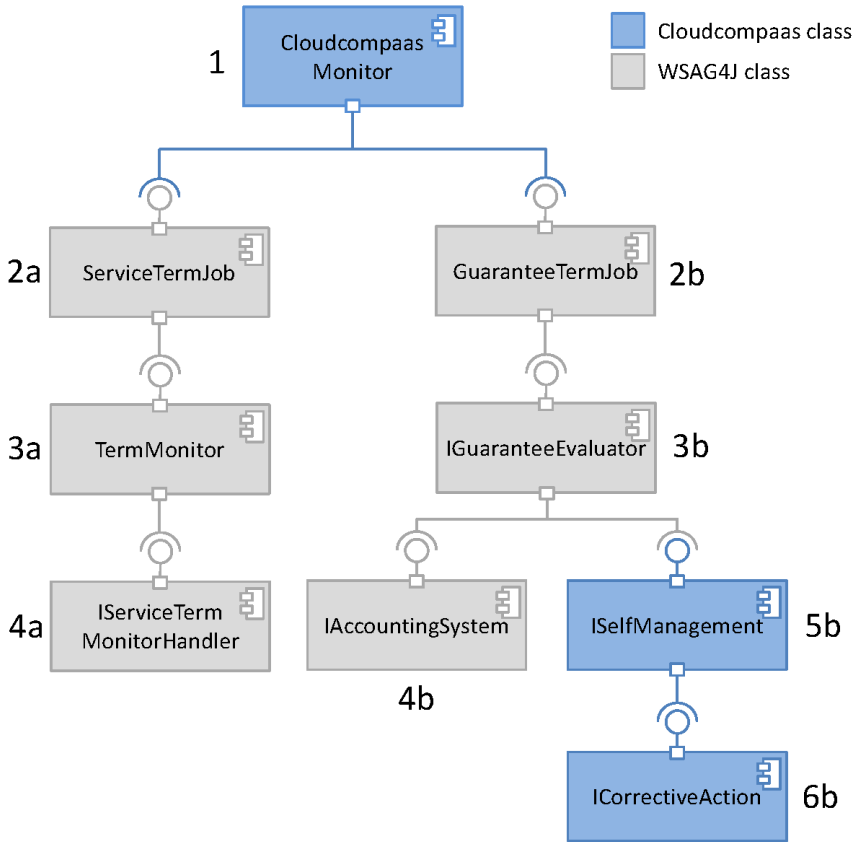 1
Cloudcompaas
Monitor
Cloudcompaas class
WSAG4J class
2a
ServiceTermJob
GuaranteeTermJob
2b
3a
TermMonitor
IGuaranteeEvaluator
3b
4a
IServiceTerm
MonitorHandler
IAccountingSystem
4b
ISelfManagement
5b
ICorrectiveAction
6b